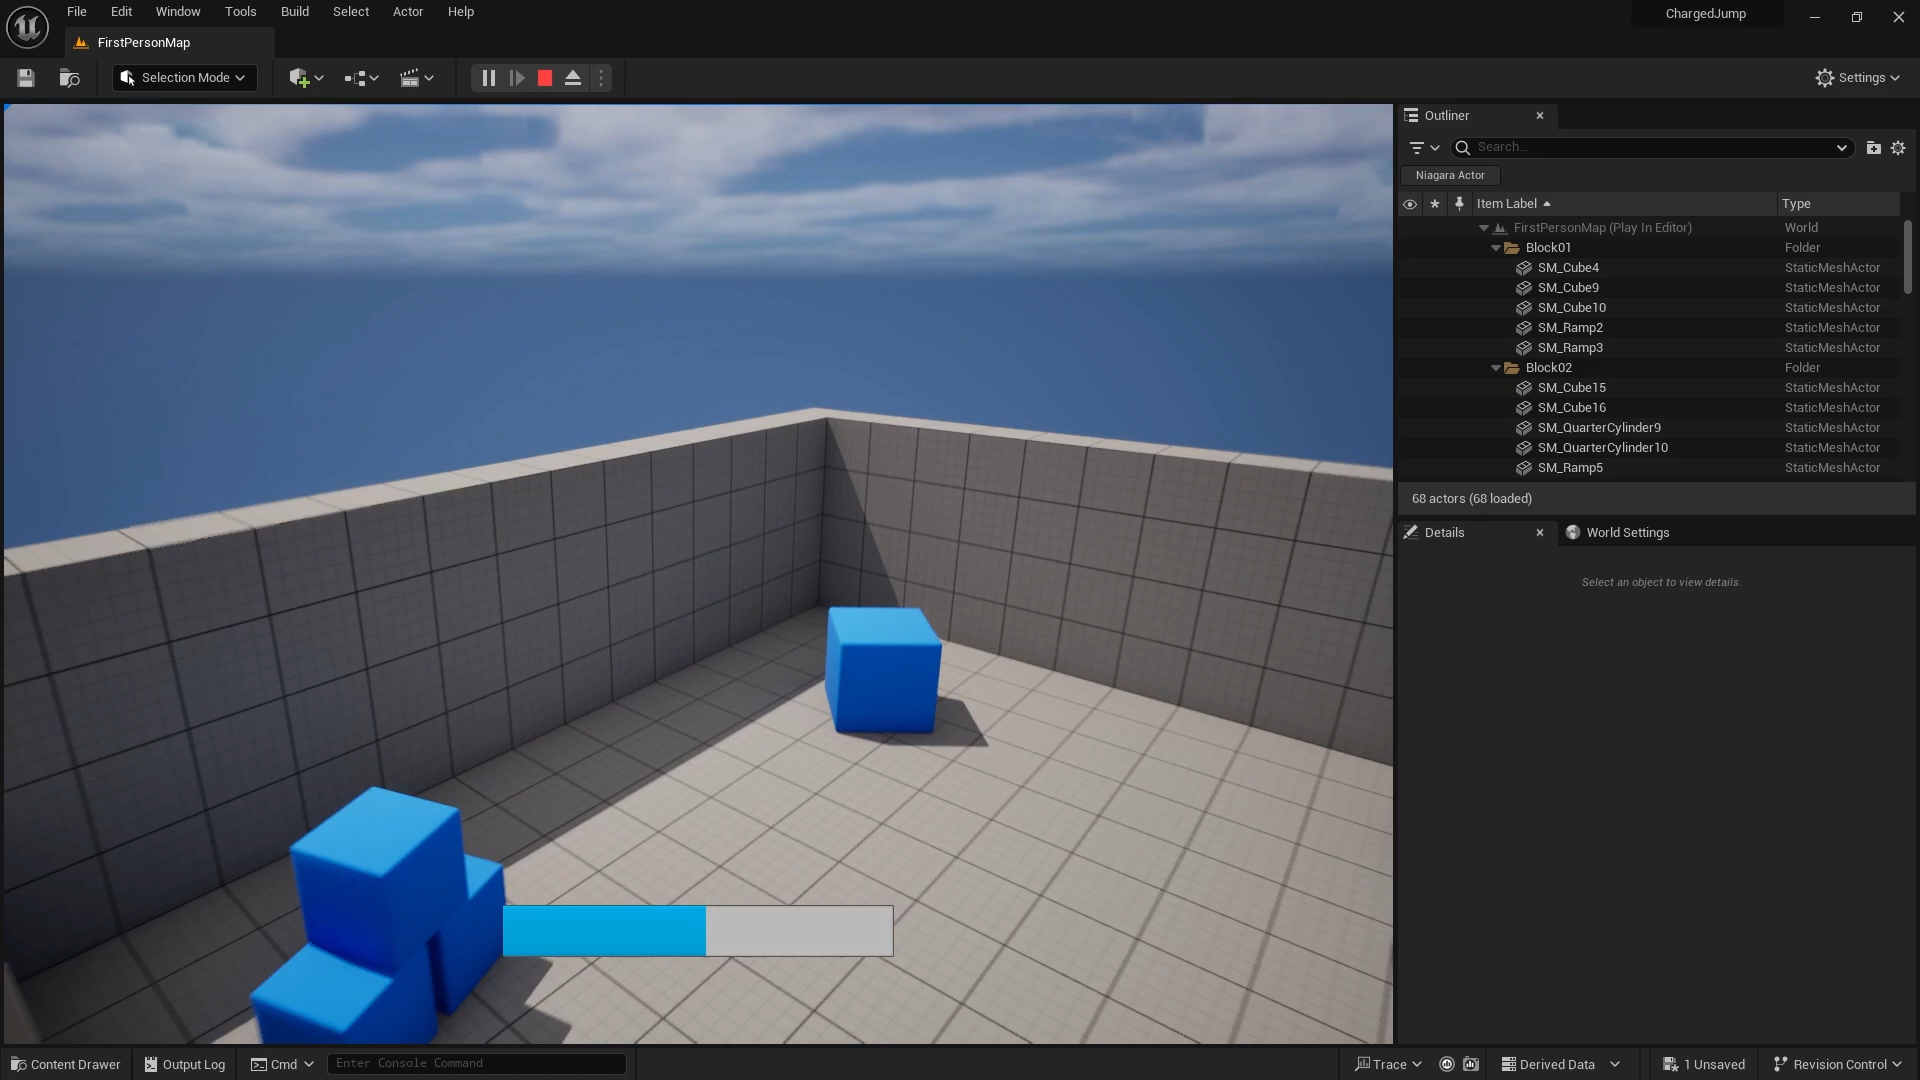 File Edit Window Tools Build Select Actor Help
ChargedJump
FirstPersonMap
Selection Mode
Settings
Outliner
Search...
Niagara Actor
Item Label Type
FirstPersonMap (Play In Editor) World
Block01 Folder
SM_Cube4 StaticMeshActor
SM_Cube9 StaticMeshActor
SM_Cube10 StaticMeshActor
SM_Ramp2 StaticMeshActor
SM_Ramp3 StaticMeshActor
Block02 Folder
SM_Cube15 StaticMeshActor
SM_Cube16 StaticMeshActor
SM_QuarterCylinder9 StaticMeshActor
SM_QuarterCylinder10 StaticMeshActor
SM_Ramp5 StaticMeshActor
68 actors (68 loaded)
Details World Settings
Select an object to view details.
Content Drawer Output Log Cmd Enter Console Command Trace Derived Data 1 Unsaved Revision Control